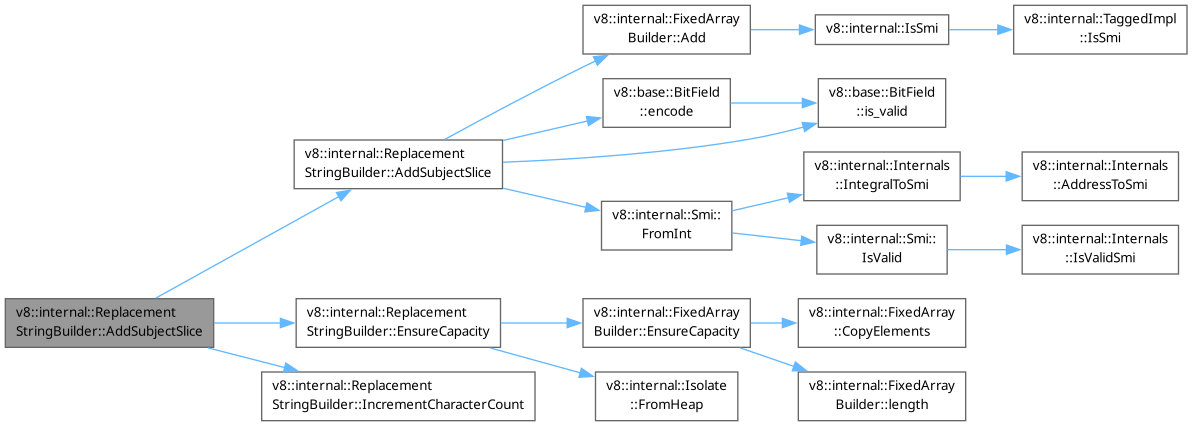 v8::internal::FixedArray
Builder::Add
v8::internal::IsSmi
v8::internal::TaggedImpl
::IsSmi
v8::base::BitField
::encode
v8::base::BitField
::is_valid
v8::internal::Replacement
StringBuilder::AddSubjectSlice
v8::internal::Internals
::IntegralToSmi
v8::internal::Internals
::AddressToSmi
v8::internal::Smi::
FromInt
v8::internal::Smi::
IsValid
v8::internal::Internals
::IsValidSmi
v8::internal::Replacement
StringBuilder::AddSubjectSlice
v8::internal::Replacement
StringBuilder::EnsureCapacity
v8::internal::FixedArray
Builder::EnsureCapacity
v8::internal::FixedArray
::CopyElements
v8::internal::Replacement
StringBuilder::IncrementCharacterCount
v8::internal::Isolate
::FromHeap
v8::internal::FixedArray
Builder::length